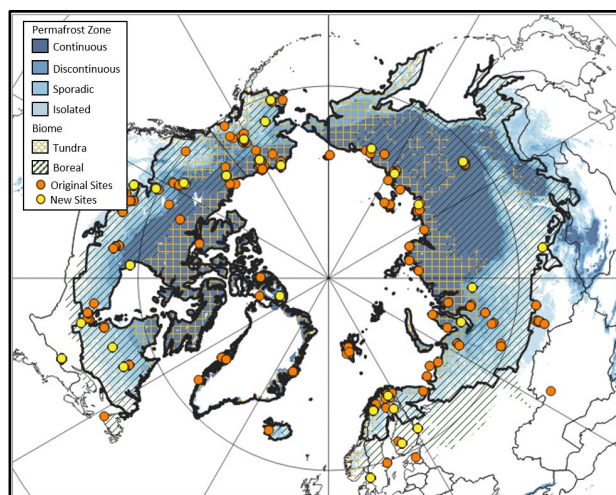 Permafrost Zone
Continuous
Discontinuous
Sporadic
Isolated
Biome
Tundra
Boreal
Original Sites
New Sites